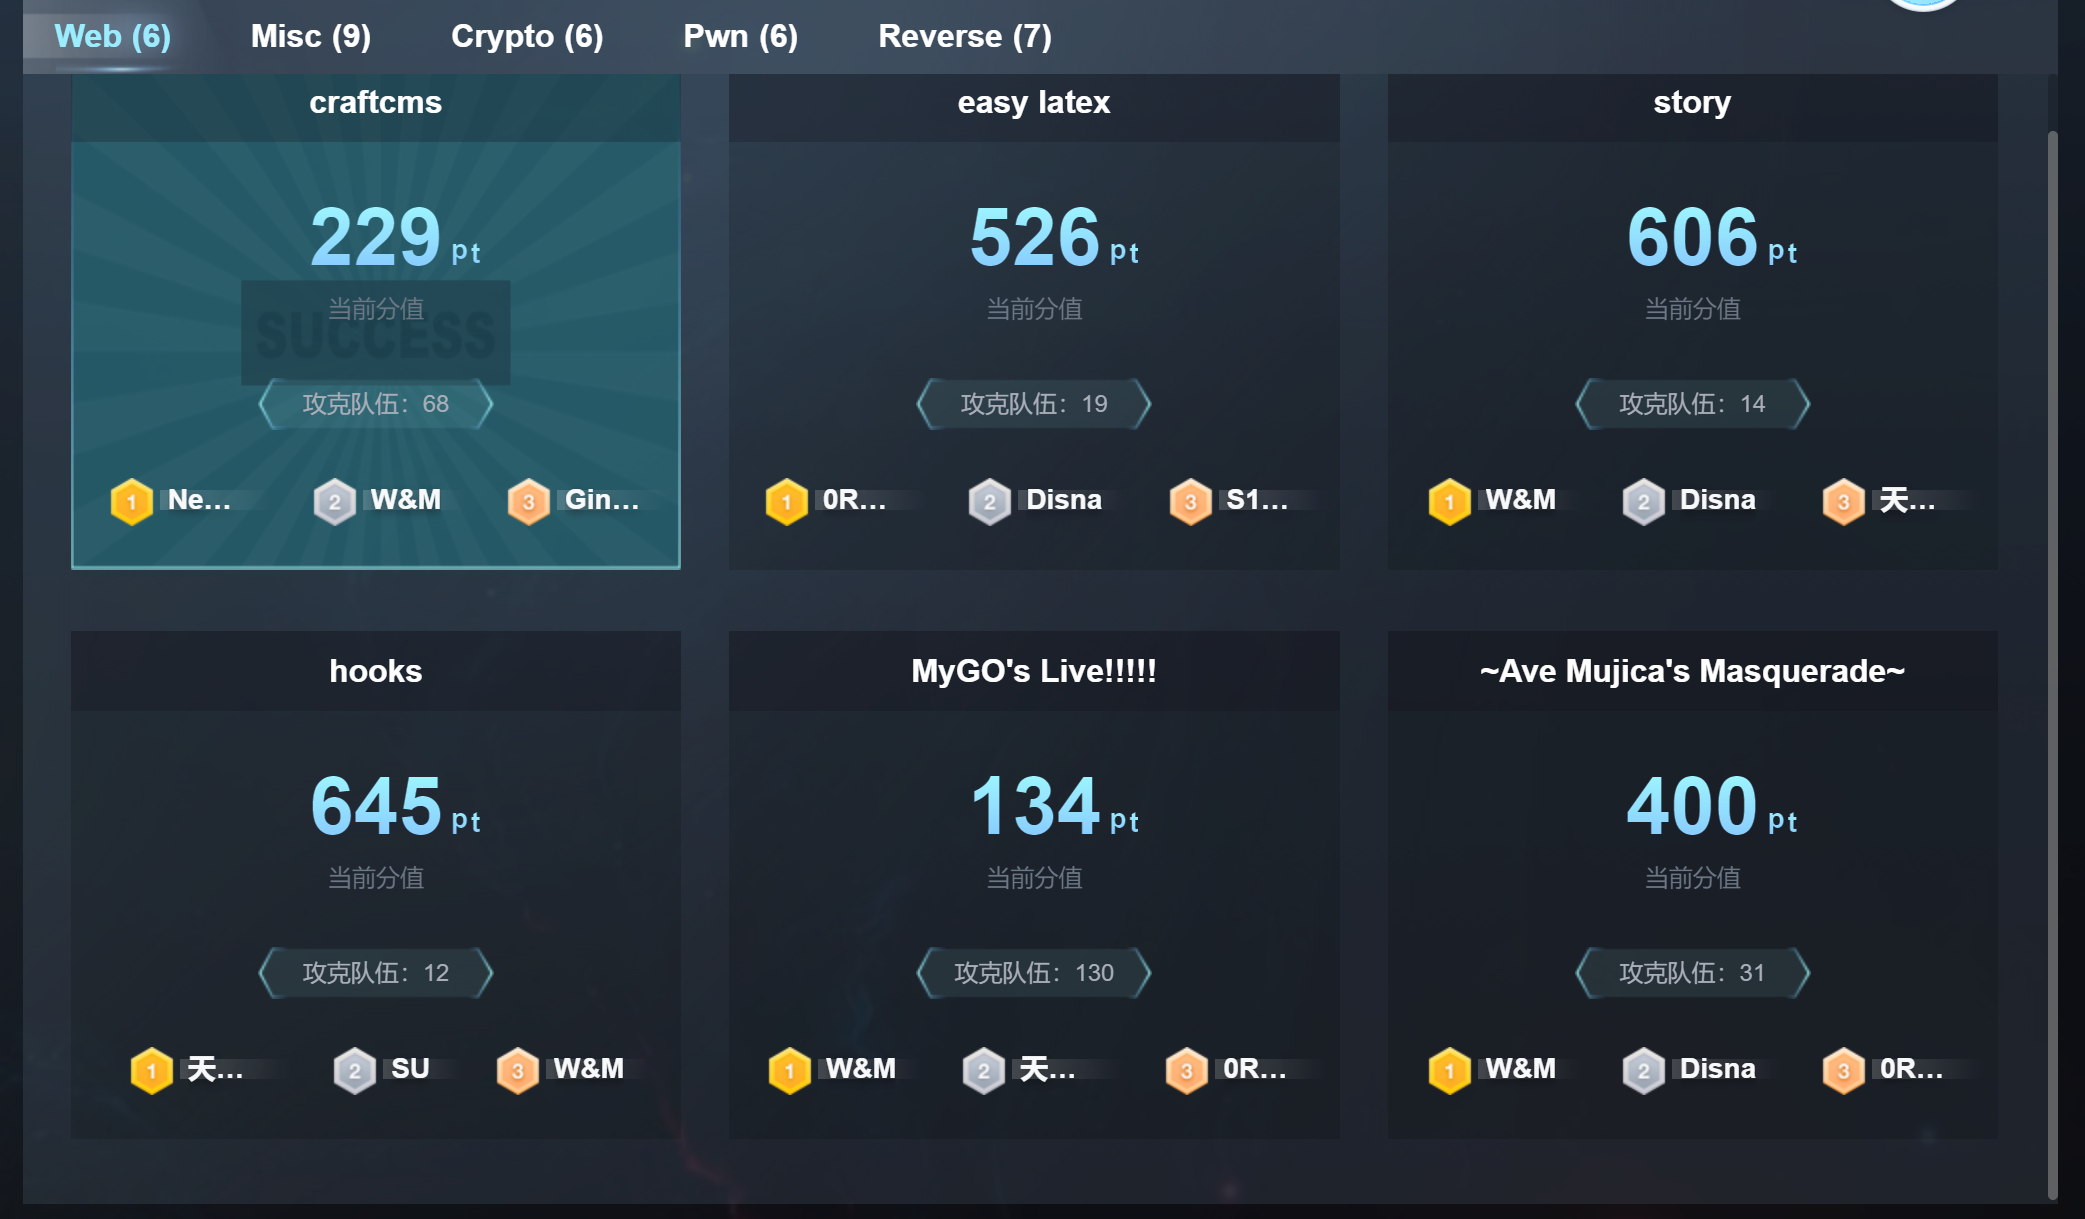 Web (6) Misc (9) Crypto (6) Pwn (6) Reverse (7)
craftcms
229 pt
当前分值
SUCCESS
攻克队伍：68
1 Ne... 2 W&M 3 Gin...
easy latex
526 pt
当前分值
攻克队伍：19
1 0R... 2 Disna 3 S1...
story
606 pt
当前分值
攻克队伍：14
1 W&M 2 Disna 3 天...
hooks
645 pt
当前分值
攻克队伍：12
1 天... 2 SU 3 W&M
MyGO's Live!!!!!
134 pt
当前分值
攻克队伍：130
1 W&M 2 天... 3 0R...
~Ave Mujica's Masquerade~
400 pt
当前分值
攻克队伍：31
1 W&M 2 Disna 3 0R...